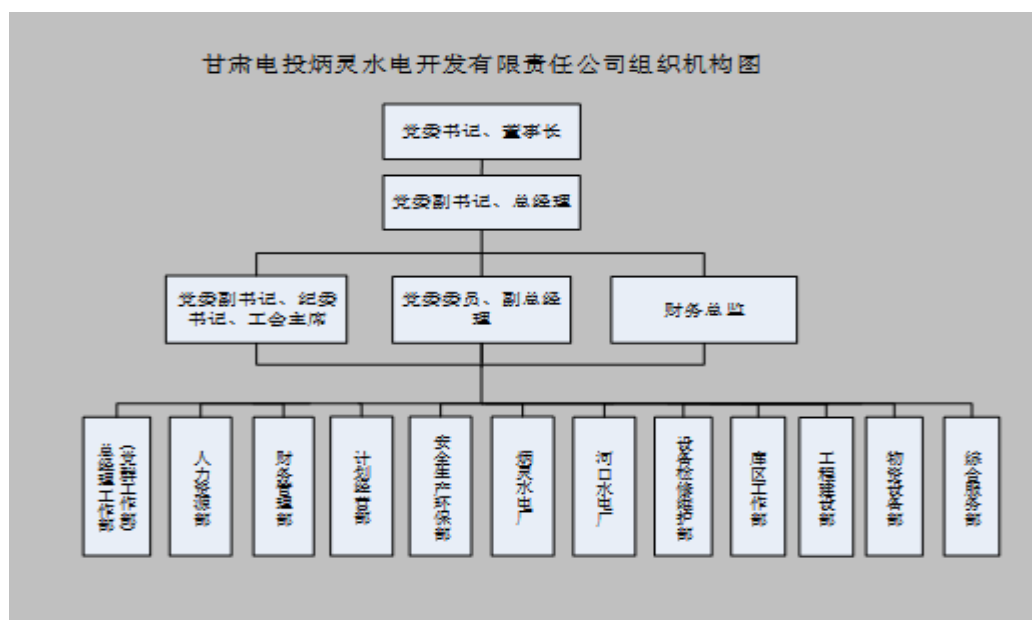 甘肃电投炳灵水电开发有限责任公司组织机构图
党委书记、董事长
党委副书记、总经理
党委副书记、纪委
书记、工会主席
党委委员、副总经
理
财务总监
总经理工作部
(党群工作部)
人力资源部
财务管理部
计划经营部
安全生产环保部
炳灵水电厂
河口水电厂
设备检修维护部
库区工作部
工程建设部
物资设备部
综合服务部